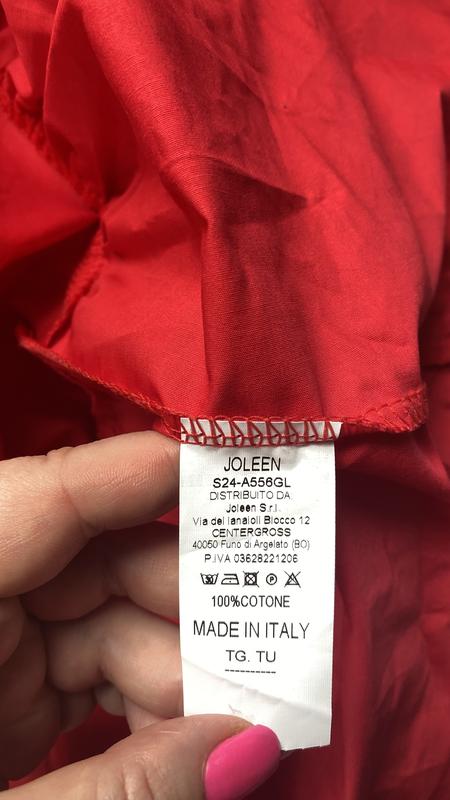 JOLEEN
S24-A556GL
DISTRIBUITO DA:
Joleen S.r.l.
Via dei lanaioli Blocco 12
CENTERGROSS
40050 Funo di Argelato (BO)
P.IVA 03628221206
100%COTONE
MADE IN ITALY
TG. TU
----------